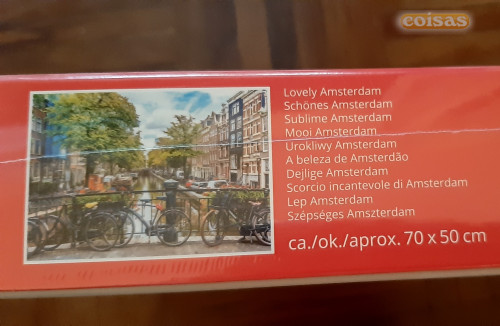 coisas
Lovely Amsterdam
Schönes Amsterdam
Sublime Amsterdam
Mooi Amsterdam
Urokliwy Amsterdam
A beleza de Amsterdão
Dejlige Amsterdam
Scorcio incantevole di Amsterdam
Lep Amsterdam
Szépséges Amszterdam
ca./ok./aprox. 70 x 50 cm